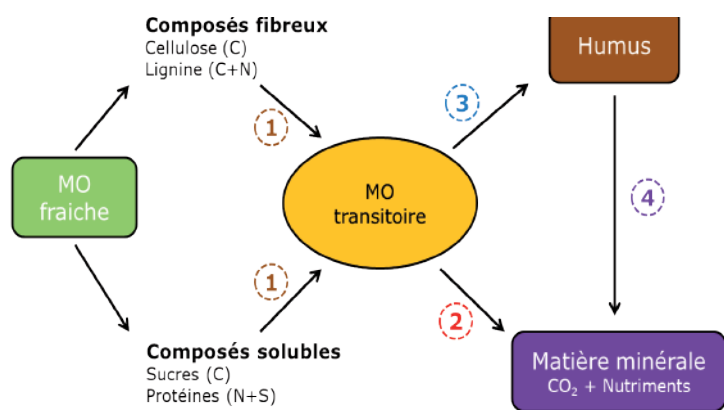 Composés fibreux
Cellulose (C)
Lignine (C+N)
Humus
1
3
MO
fraiche
MO
transitoire
4
1
2
Composés solubles
Sucres (C)
Protéines (N+S)
Matière minérale
CO₂ + Nutriments